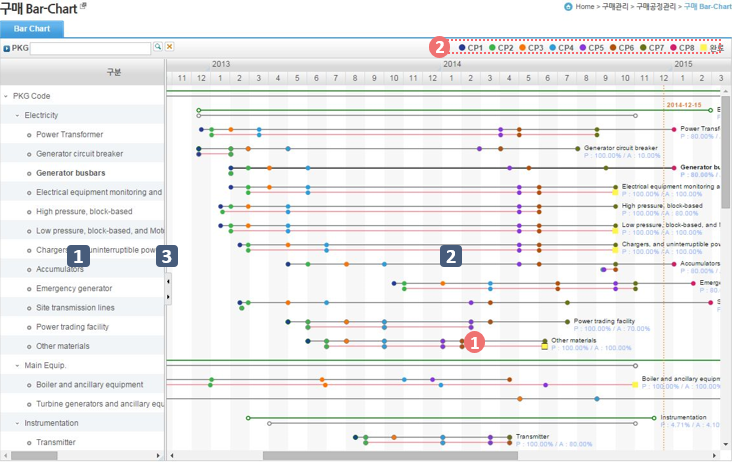 구매 Bar-Chart
Home > 구매관리 > 구매공정관리 > 구매 Bar-Chart
Bar Chart
PKG
2
CP1 CP2 CP3 CP4 CP5 CP6 CP7 CP8 완료
구분
2013 2014 2015
11 12 1 2 3 4 5 6 7 8 9 10 11 12 1 2 3 4 5 6 7 8 9 10 11 12 1 2 3
PKG Code
2014-12-15
Electricity
Power Transformer
Power Transf
P : 80.00% /
Generator circuit breaker
Generator circuit breaker
P : 100.00% / A : 10.00%
Generator busbars
Generator bu
P : 80.00% /
Electrical equipment monitoring and
Electrical equipment monitoring a
P : 100.00% / A : 100.00%
High pressure, block-based
High pressure, block-based
P : 100.00% / A : 80.00%
Low pressure, block-based, and Moto
Low pressure, block-based, and M
P : 100.00% / A : 100.00%
1 3 2
Chargers, and uninterruptible pow
Chargers, and uninterruptible pow
P : 100.00% / A : 100.00%
Accumulators
Accumulators
P : 80.00% /
Emergency generator
Emerge
P : 80
Site transmission lines
S
P
Power trading facility
Power trading facility
P : 100.00% / A : 70.00%
Other materials
1
Other materials
P : 100.00% / A : 100.00%
Main Equip.
Boiler and ancillary equipment
Boiler and ancillary equipm
P : 100.00% / A : 100.00%
Turbine generators and ancillary equ
Instrumentation
Instrumentation
P : 4.71% / A : 4.10
Transmitter
Transmitter
P : 100.00% / A : 80.00%